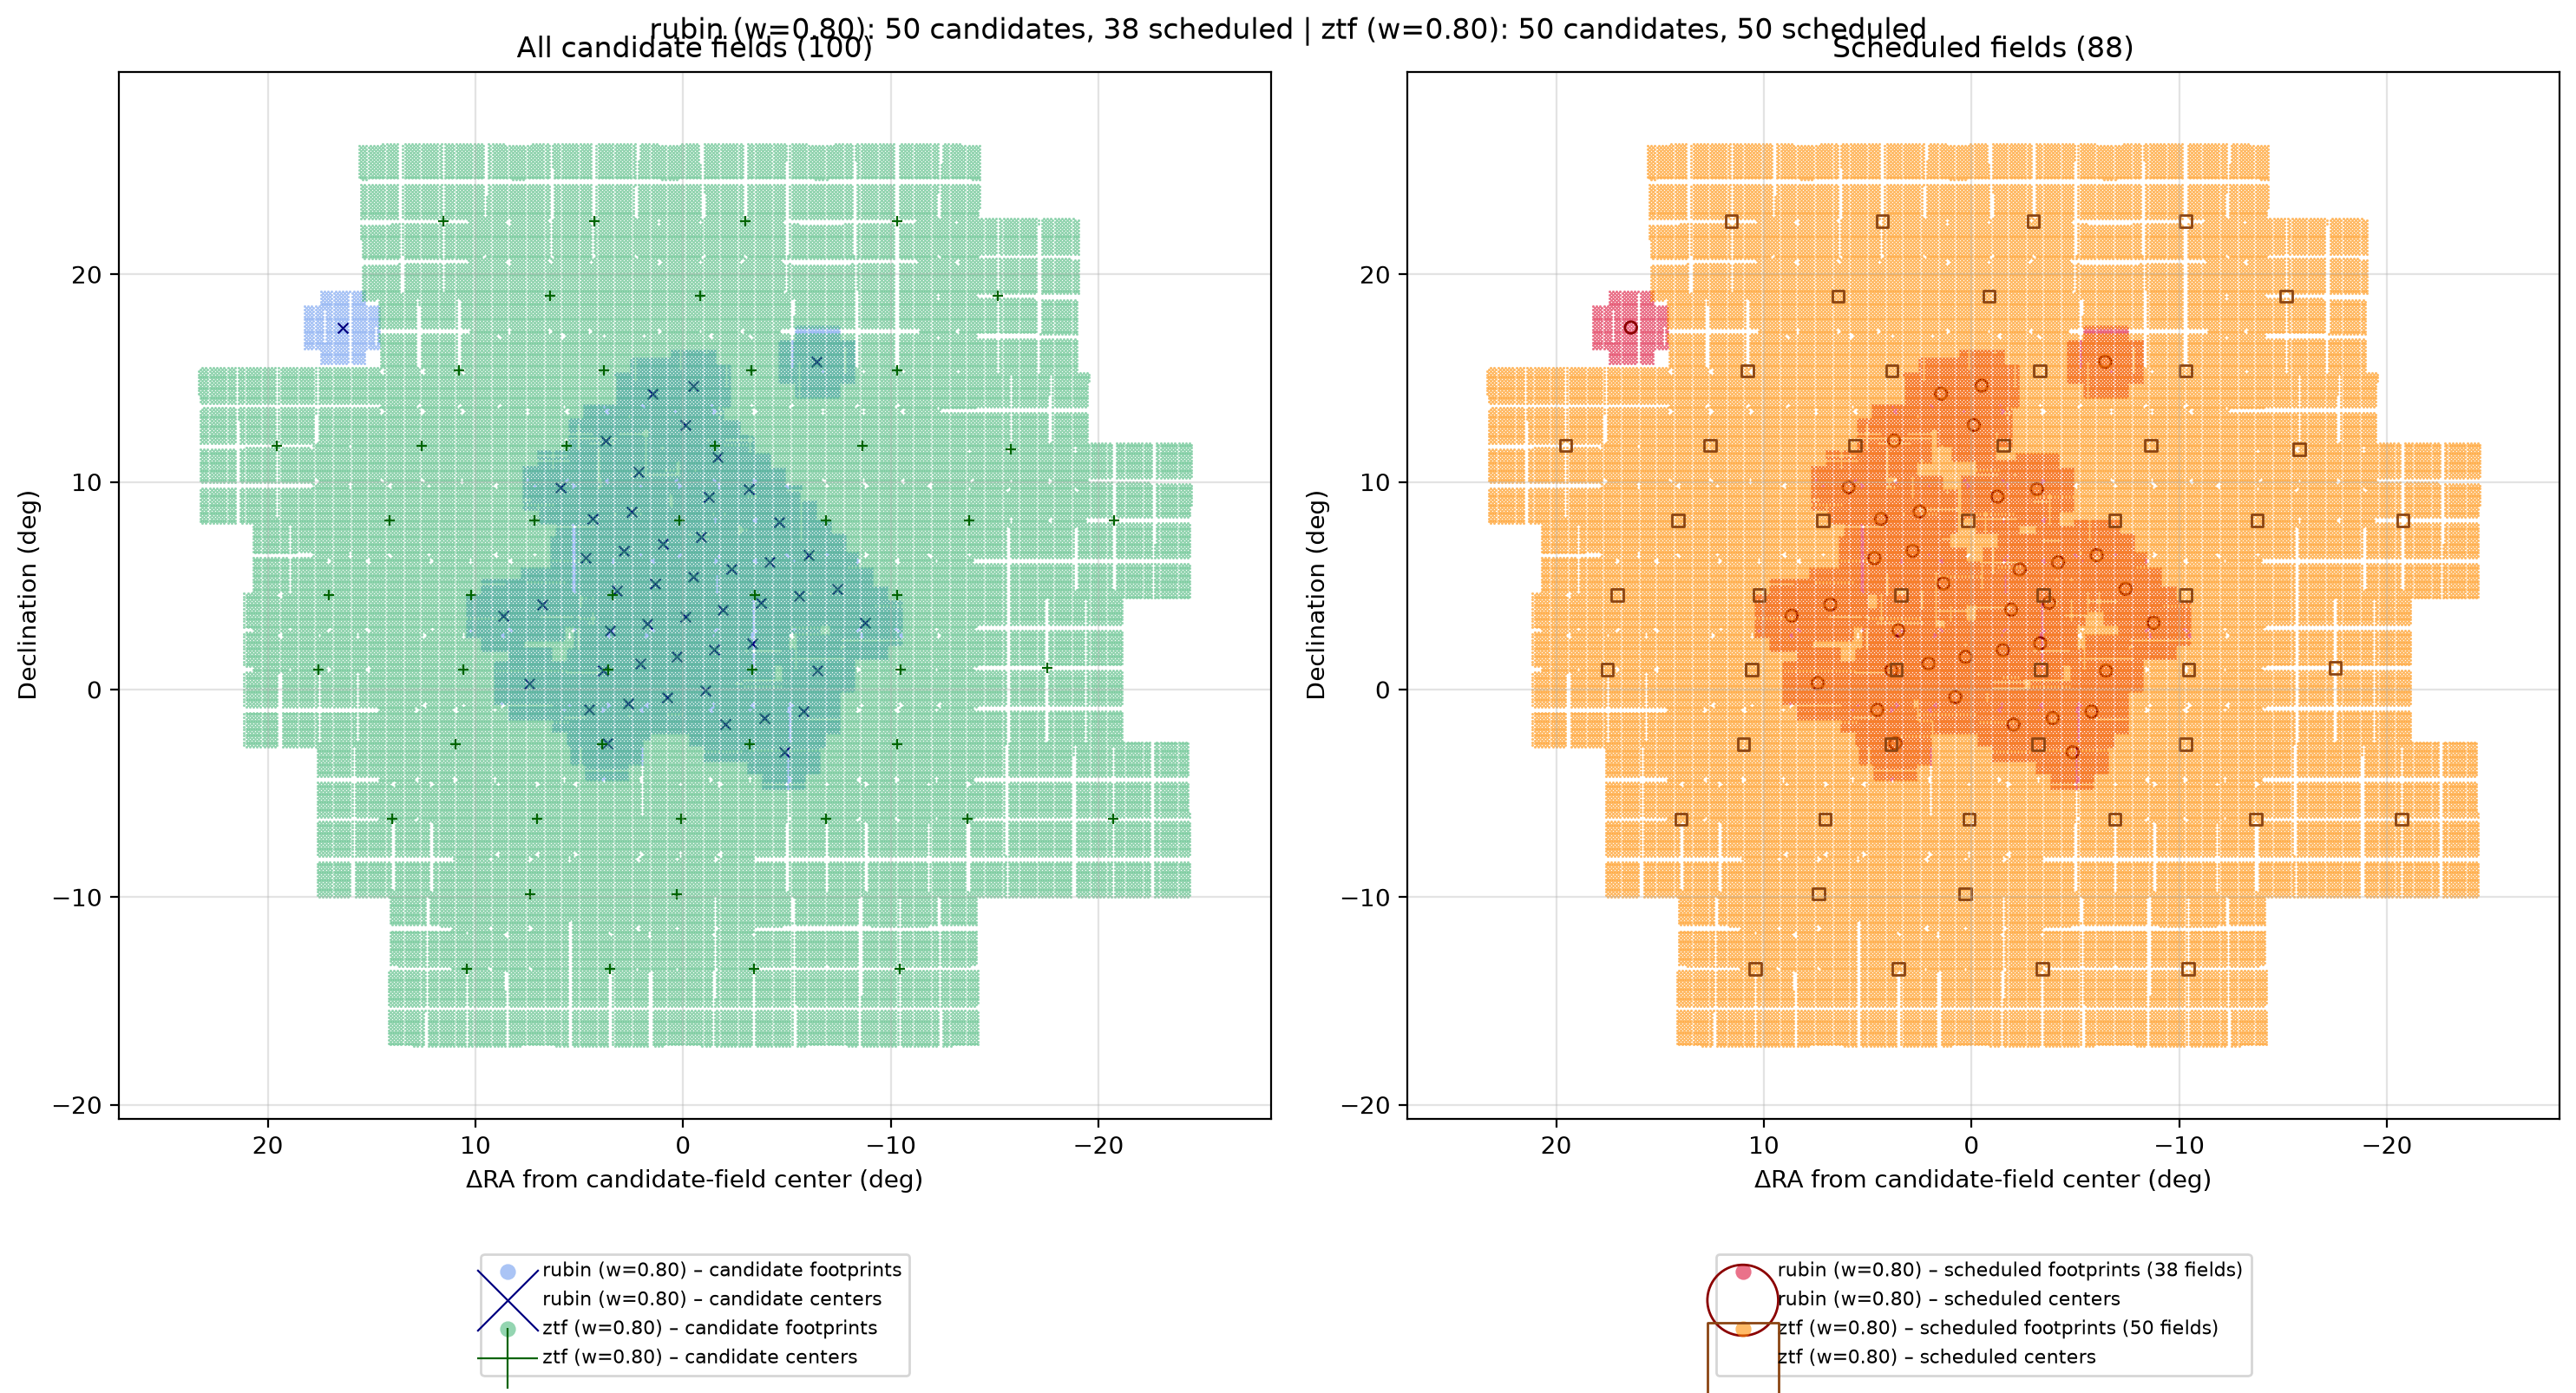 rubin (w=0.80): 50 candidates, 38 scheduled | ztf (w=0.80): 50 candidates, 50 scheduled
All candidate fields (100)
Scheduled fields (88)
Declination (deg)
20
10
0
−10
−20
20
10
0
−10
−20
ΔRA from candidate-field center (deg)
Declination (deg)
20
10
0
−10
−20
20
10
0
−10
−20
ΔRA from candidate-field center (deg)
rubin (w=0.80) – candidate footprints
rubin (w=0.80) – candidate centers
ztf (w=0.80) – candidate footprints
ztf (w=0.80) – candidate centers
rubin (w=0.80) – scheduled footprints (38 fields)
rubin (w=0.80) – scheduled centers
ztf (w=0.80) – scheduled footprints (50 fields)
ztf (w=0.80) – scheduled centers